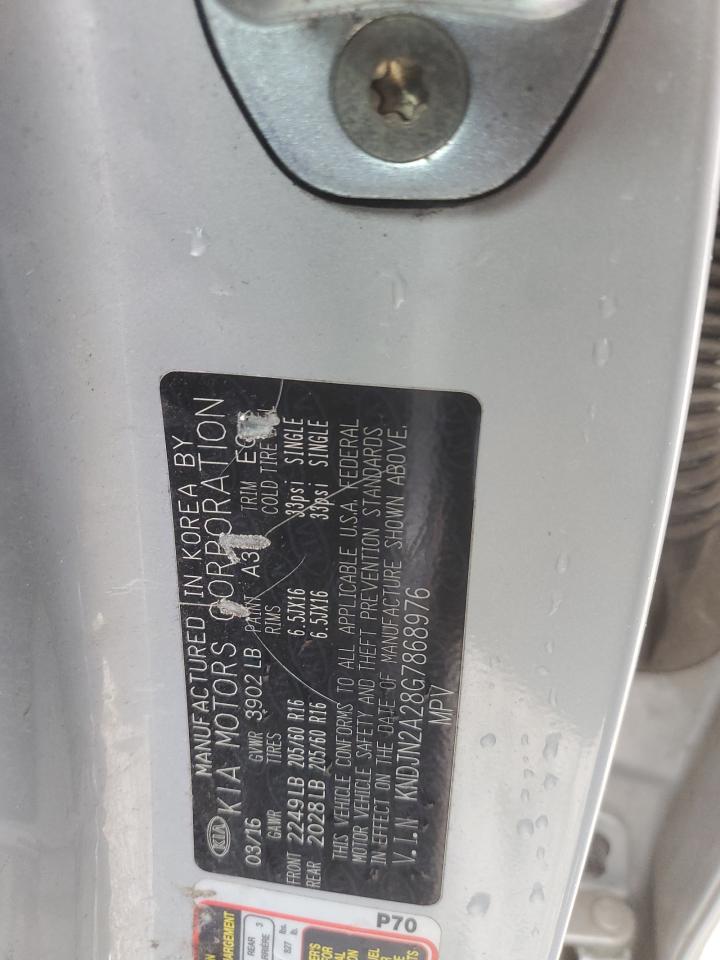 MANUFACTURED IN KOREA BY
KIA KIA MOTORS CORPORATION
03/16 GVWR 3902 LB PAINT A3 TRIM
GAWR TIRES RIMS COLD TIRE
FRONT 2249LB 205/60 R16 6.5JX16 33psi SINGLE
REAR 2028LB 205/60 R16 6.5JX16 33psi SINGLE
THIS VEHICLE CONFORMS TO ALL APPLICABLE U.S.A. FEDERAL
MOTOR VEHICLE SAFETY AND THEFT PREVENTION STANDARDS
IN EFFECT ON THE DATE OF MANUFACTURE SHOWN ABOVE.
V.I.N KNDJN2A28G7868976
MPV
REAR 3
P70